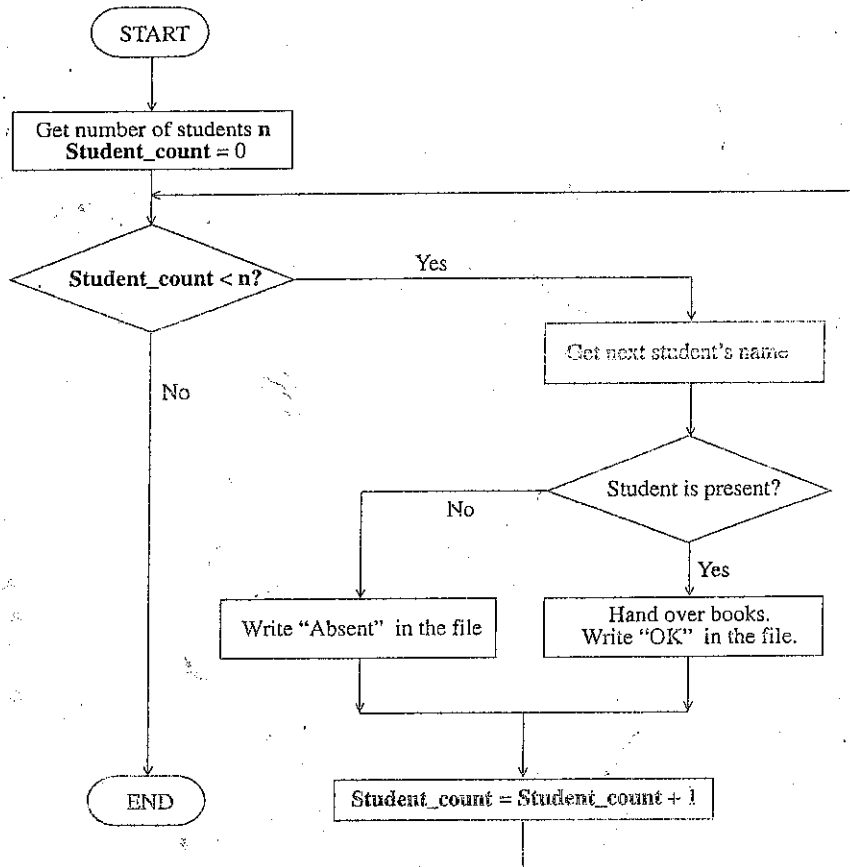 START
Get number of students n
Student_count = 0
Student_count < n?
Yes
Get next student's name
No
Student is present?
No
Yes
Write “Absent” in the file
Hand over books.
Write “OK” in the file.
END
Student_count = Student_count + 1